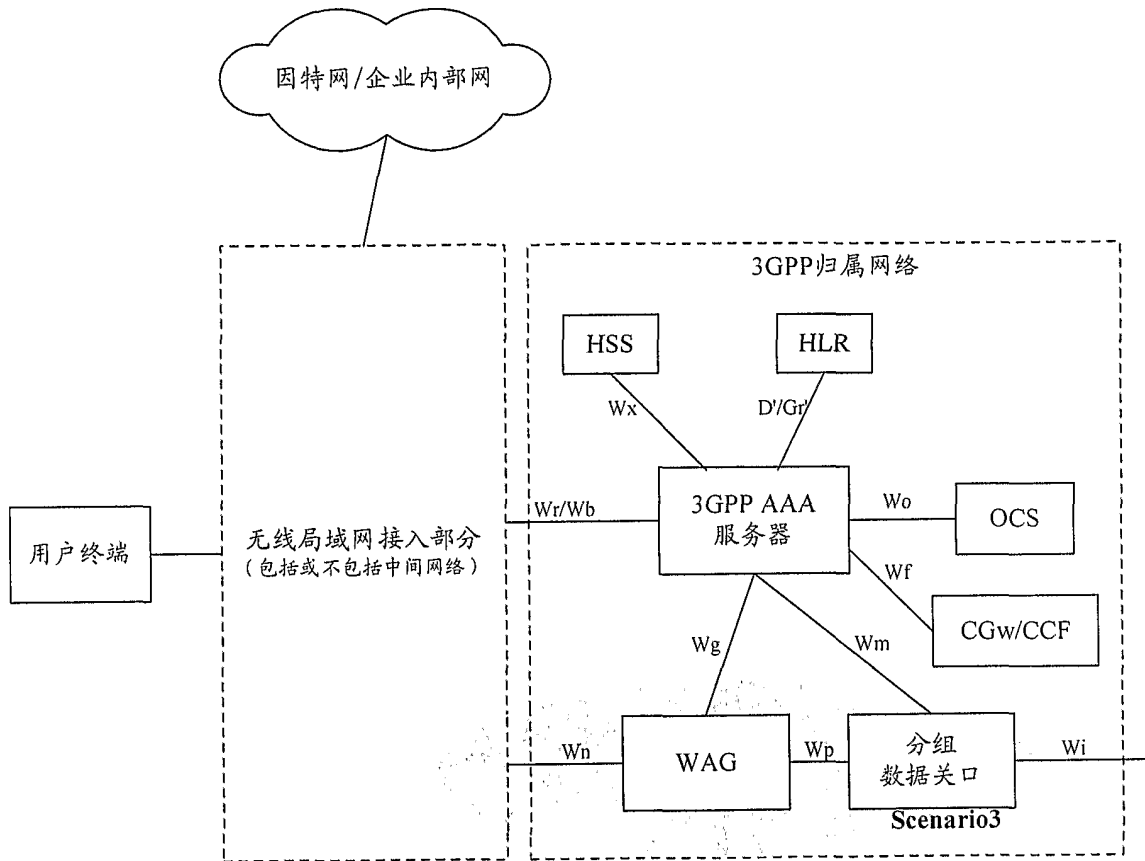 因特网/企业内部网
3GPP归属网络
HSS
HLR
Wx
D'/Gr'
Wr/Wb
3GPP AAA
服务器
Wo
OCS
用户终端
无线局域网接入部分
(包括或不包括中间网络)
Wf
CGw/CCF
Wg
Wm
Wn
WAG
Wp
分组
数据关口
Wi
Scenario3